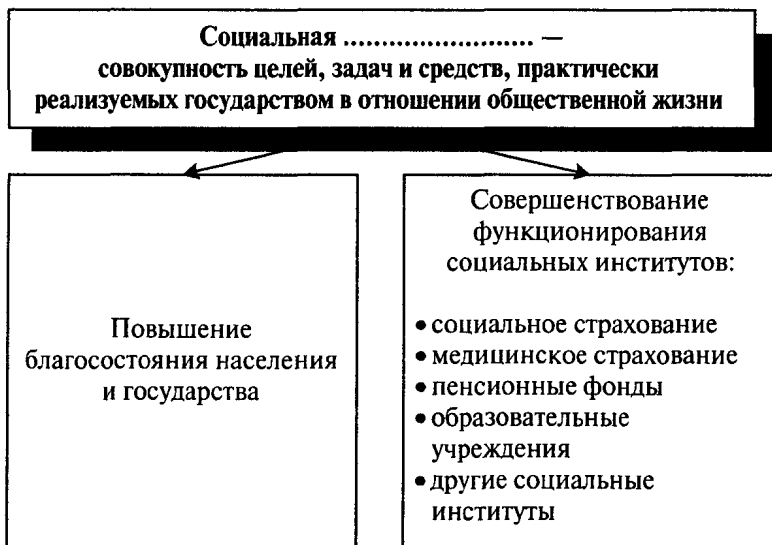 Социальная ............................ —
совокупность целей, задач и средств, практически
реализуемых государством в отношении общественной жизни
Повышение
благосостояния населения
и государства
Совершенствование
функционирования
социальных институтов:
• социальное страхование
• медицинское страхование
• пенсионные фонды
• образовательные
учреждения
• другие социальные
институты